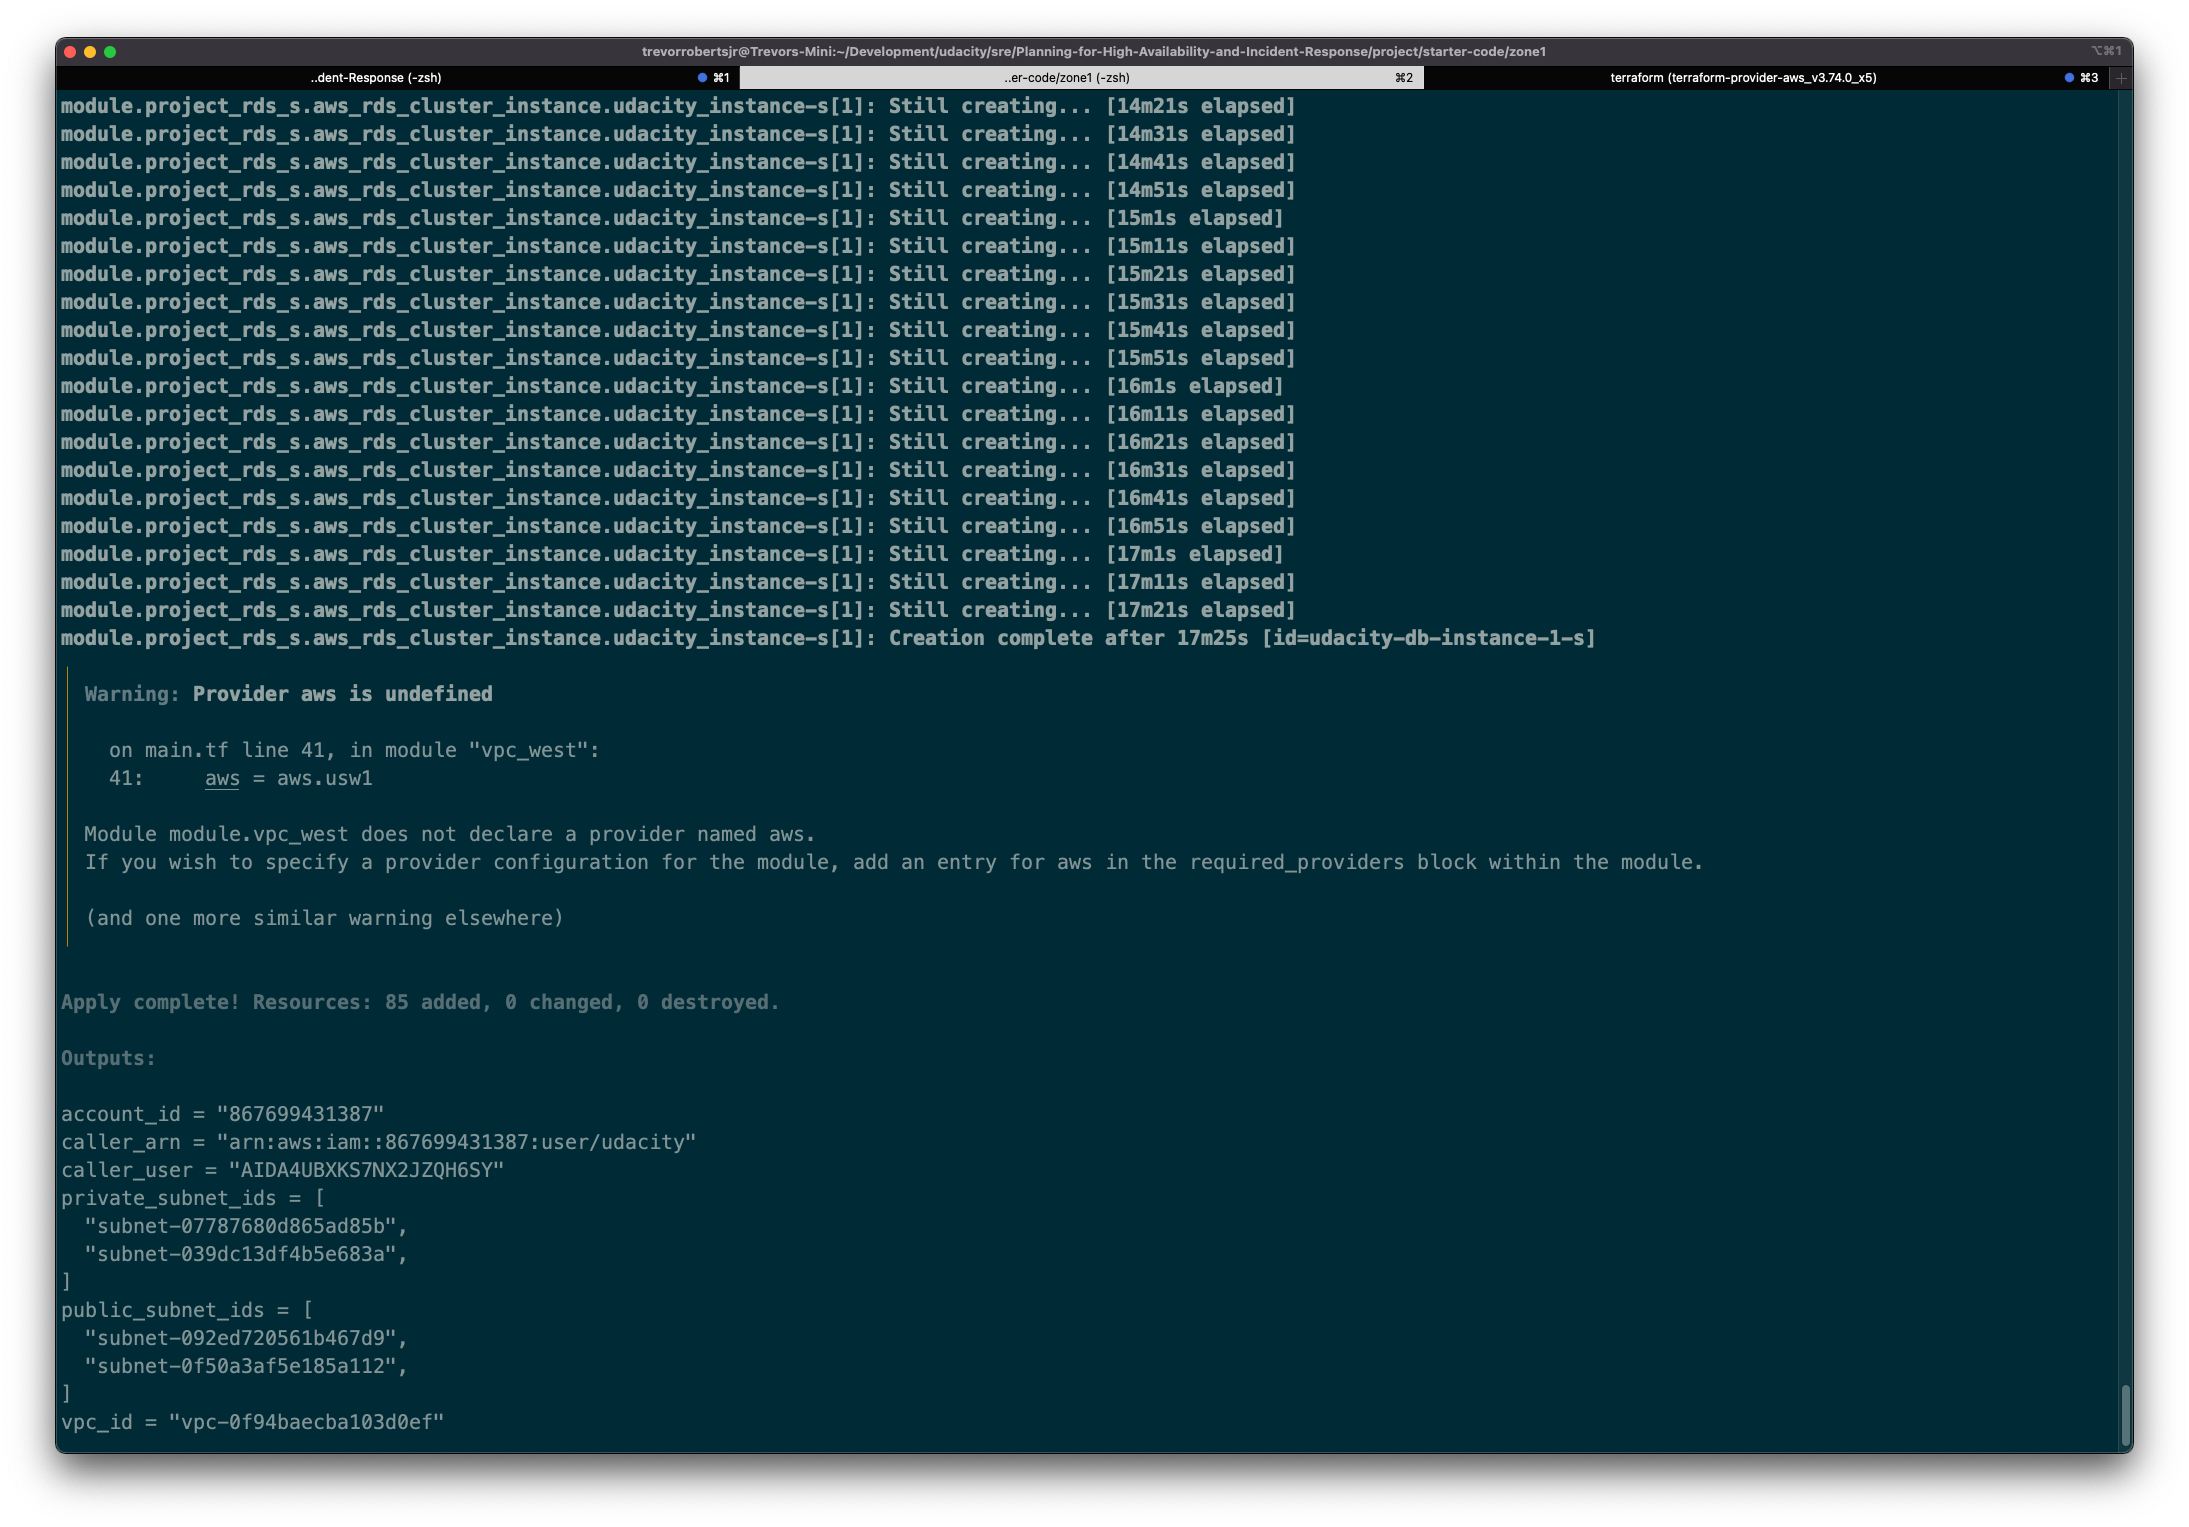 trevorrobertsjr@Trevors-Mini:~/Development/udacity/sre/Planning-for-High-Availability-and-Incident-Response/project/starter-code/zone1
⌥⌘1
..dent-Response (-zsh) ⌘1
..er-code/zone1 (-zsh) ⌘2
terraform (terraform-provider-aws_v3.74.0_x5) ⌘3
module.project_rds_s.aws_rds_cluster_instance.udacity_instance-s[1]: Still creating... [14m21s elapsed]
module.project_rds_s.aws_rds_cluster_instance.udacity_instance-s[1]: Still creating... [14m31s elapsed]
module.project_rds_s.aws_rds_cluster_instance.udacity_instance-s[1]: Still creating... [14m41s elapsed]
module.project_rds_s.aws_rds_cluster_instance.udacity_instance-s[1]: Still creating... [14m51s elapsed]
module.project_rds_s.aws_rds_cluster_instance.udacity_instance-s[1]: Still creating... [15m1s elapsed]
module.project_rds_s.aws_rds_cluster_instance.udacity_instance-s[1]: Still creating... [15m11s elapsed]
module.project_rds_s.aws_rds_cluster_instance.udacity_instance-s[1]: Still creating... [15m21s elapsed]
module.project_rds_s.aws_rds_cluster_instance.udacity_instance-s[1]: Still creating... [15m31s elapsed]
module.project_rds_s.aws_rds_cluster_instance.udacity_instance-s[1]: Still creating... [15m41s elapsed]
module.project_rds_s.aws_rds_cluster_instance.udacity_instance-s[1]: Still creating... [15m51s elapsed]
module.project_rds_s.aws_rds_cluster_instance.udacity_instance-s[1]: Still creating... [16m1s elapsed]
module.project_rds_s.aws_rds_cluster_instance.udacity_instance-s[1]: Still creating... [16m11s elapsed]
module.project_rds_s.aws_rds_cluster_instance.udacity_instance-s[1]: Still creating... [16m21s elapsed]
module.project_rds_s.aws_rds_cluster_instance.udacity_instance-s[1]: Still creating... [16m31s elapsed]
module.project_rds_s.aws_rds_cluster_instance.udacity_instance-s[1]: Still creating... [16m41s elapsed]
module.project_rds_s.aws_rds_cluster_instance.udacity_instance-s[1]: Still creating... [16m51s elapsed]
module.project_rds_s.aws_rds_cluster_instance.udacity_instance-s[1]: Still creating... [17m1s elapsed]
module.project_rds_s.aws_rds_cluster_instance.udacity_instance-s[1]: Still creating... [17m11s elapsed]
module.project_rds_s.aws_rds_cluster_instance.udacity_instance-s[1]: Still creating... [17m21s elapsed]
module.project_rds_s.aws_rds_cluster_instance.udacity_instance-s[1]: Creation complete after 17m25s [id=udacity-db-instance-1-s]
Warning: Provider aws is undefined
on main.tf line 41, in module "vpc_west":
41:     aws = aws.usw1
Module module.vpc_west does not declare a provider named aws.
If you wish to specify a provider configuration for the module, add an entry for aws in the required_providers block within the module.
(and one more similar warning elsewhere)
Apply complete! Resources: 85 added, 0 changed, 0 destroyed.
Outputs:
account_id = "867699431387"
caller_arn = "arn:aws:iam::867699431387:user/udacity"
caller_user = "AIDA4UBXKS7NX2JZQH6SY"
private_subnet_ids = [
  "subnet-07787680d865ad85b",
  "subnet-039dc13df4b5e683a",
]
public_subnet_ids = [
  "subnet-092ed720561b467d9",
  "subnet-0f50a3af5e185a112",
]
vpc_id = "vpc-0f94baecba103d0ef"